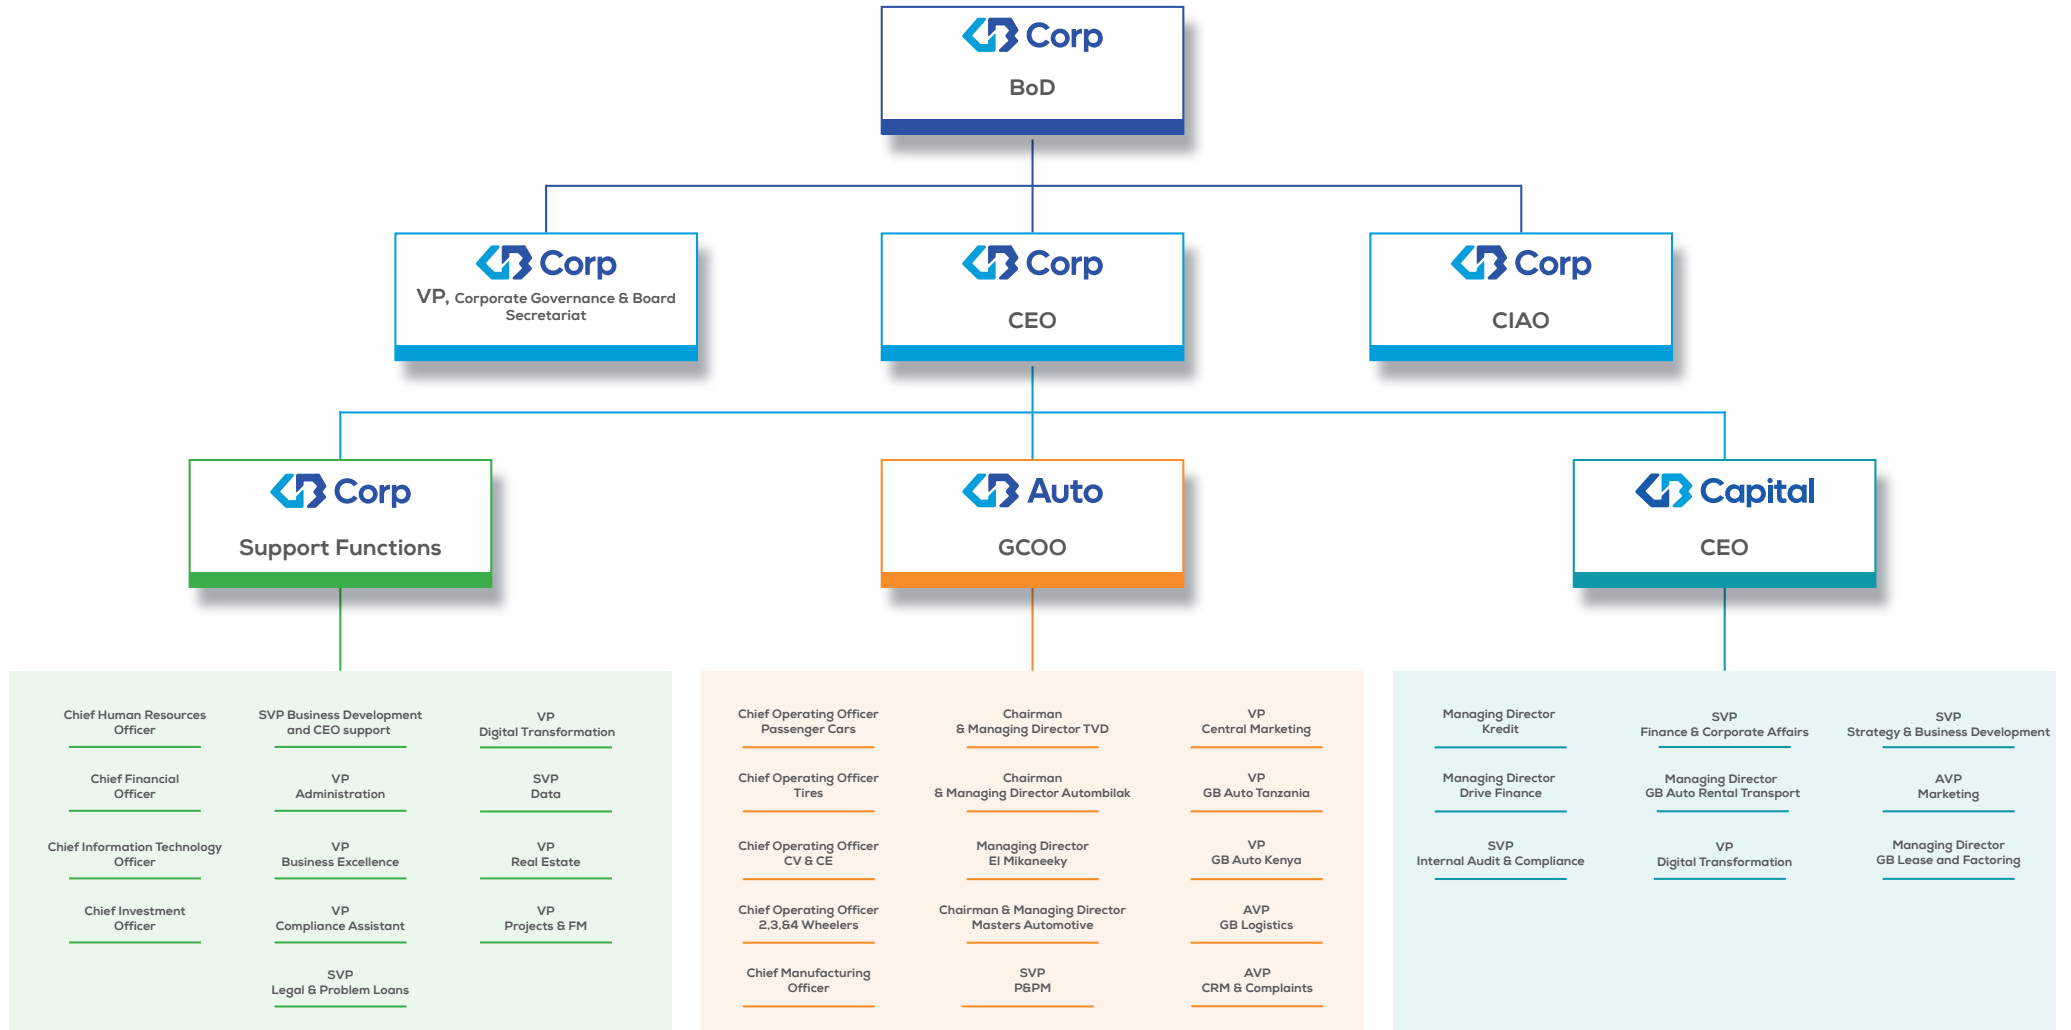 GB Corp
BoD
GB Corp
VP, Corporate Governance & Board
Secretariat
GB Corp
CEO
GB Corp
CIAO
GB Corp
Support Functions
GB Auto
GCOO
GB Capital
CEO
Chief Human Resources
Officer
SVP Business Development
and CEO support
VP
Digital Transformation
Chief Financial
Officer
VP
Administration
SVP
Data
Chief Information Technology
Officer
VP
Business Excellence
VP
Real Estate
Chief Investment
Officer
VP
Compliance Assistant
VP
Projects & FM
SVP
Legal & Problem Loans
Chief Operating Officer
Passenger Cars
Chairman
& Managing Director TVD
VP
Central Marketing
Chief Operating Officer
Tires
Chairman
& Managing Director Autombilak
VP
GB Auto Tanzania
Chief Operating Officer
CV & CE
Managing Director
El Mikaneeky
VP
GB Auto Kenya
Chief Operating Officer
2,3,&4 Wheelers
Chairman & Managing Director
Masters Automotive
AVP
GB Logistics
Chief Manufacturing
Officer
SVP
P&PM
AVP
CRM & Complaints
Managing Director
Kredit
SVP
Finance & Corporate Affairs
SVP
Strategy & Business Development
Managing Director
Drive Finance
Managing Director
GB Auto Rental Transport
AVP
Marketing
SVP
Internal Audit & Compliance
VP
Digital Transformation
Managing Director
GB Lease and Factoring